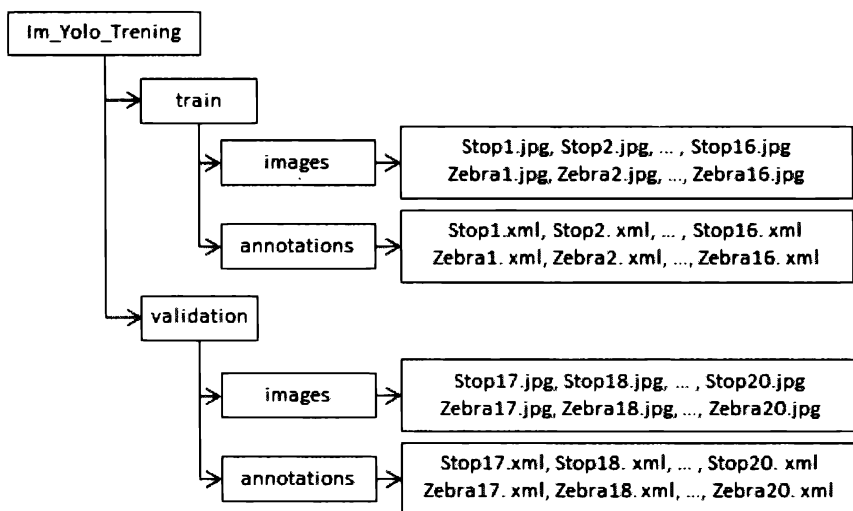 Im_Yolo_Trening
train
images
Stop1.jpg, Stop2.jpg, ... , Stop16.jpg
Zebra1.jpg, Zebra2.jpg, ..., Zebra16.jpg
annotations
Stop1.xml, Stop2. xml, ... , Stop16. xml
Zebra1. xml, Zebra2. xml, ..., Zebra16. xml
validation
images
Stop17.jpg, Stop18.jpg, ... , Stop20.jpg
Zebra17.jpg, Zebra18.jpg, ..., Zebra20.jpg
annotations
Stop17.xml, Stop18. xml, ... , Stop20. xml
Zebra17. xml, Zebra18. xml, ..., Zebra20. xml